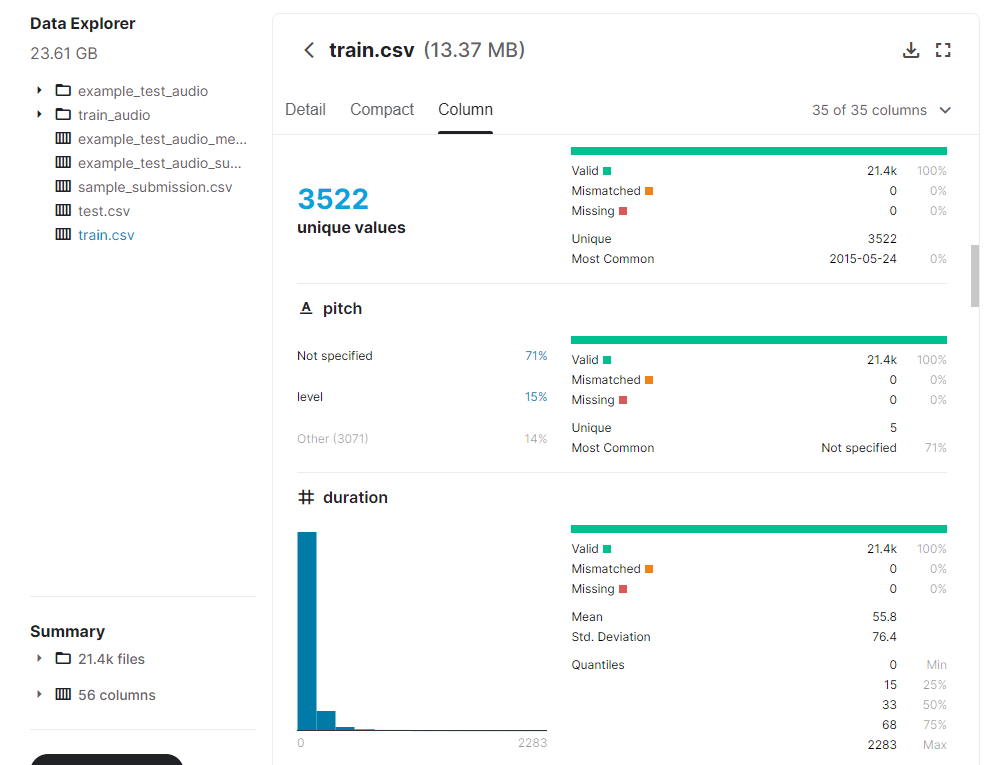 Data Explorer
23.61 GB
example_test_audio
train_audio
example_test_audio_me...
example_test_audio_su...
sample_submission.csv
test.csv
train.csv
Summary
21.4k files
56 columns
train.csv (13.37 MB)
Detail Compact Column 35 of 35 columns
3522
unique values
Valid 21.4k 100%
Mismatched 0 0%
Missing 0 0%
Unique 3522
Most Common 2015-05-24 0%
A pitch
Not specified 71%
level 15%
Other (3071) 14%
Valid 21.4k 100%
Mismatched 0 0%
Missing 0 0%
Unique 5
Most Common Not specified 71%
# duration
0 2283
Valid 21.4k 100%
Mismatched 0 0%
Missing 0 0%
Mean 55.8
Std. Deviation 76.4
Quantiles 0 Min
15 25%
33 50%
68 75%
2283 Max